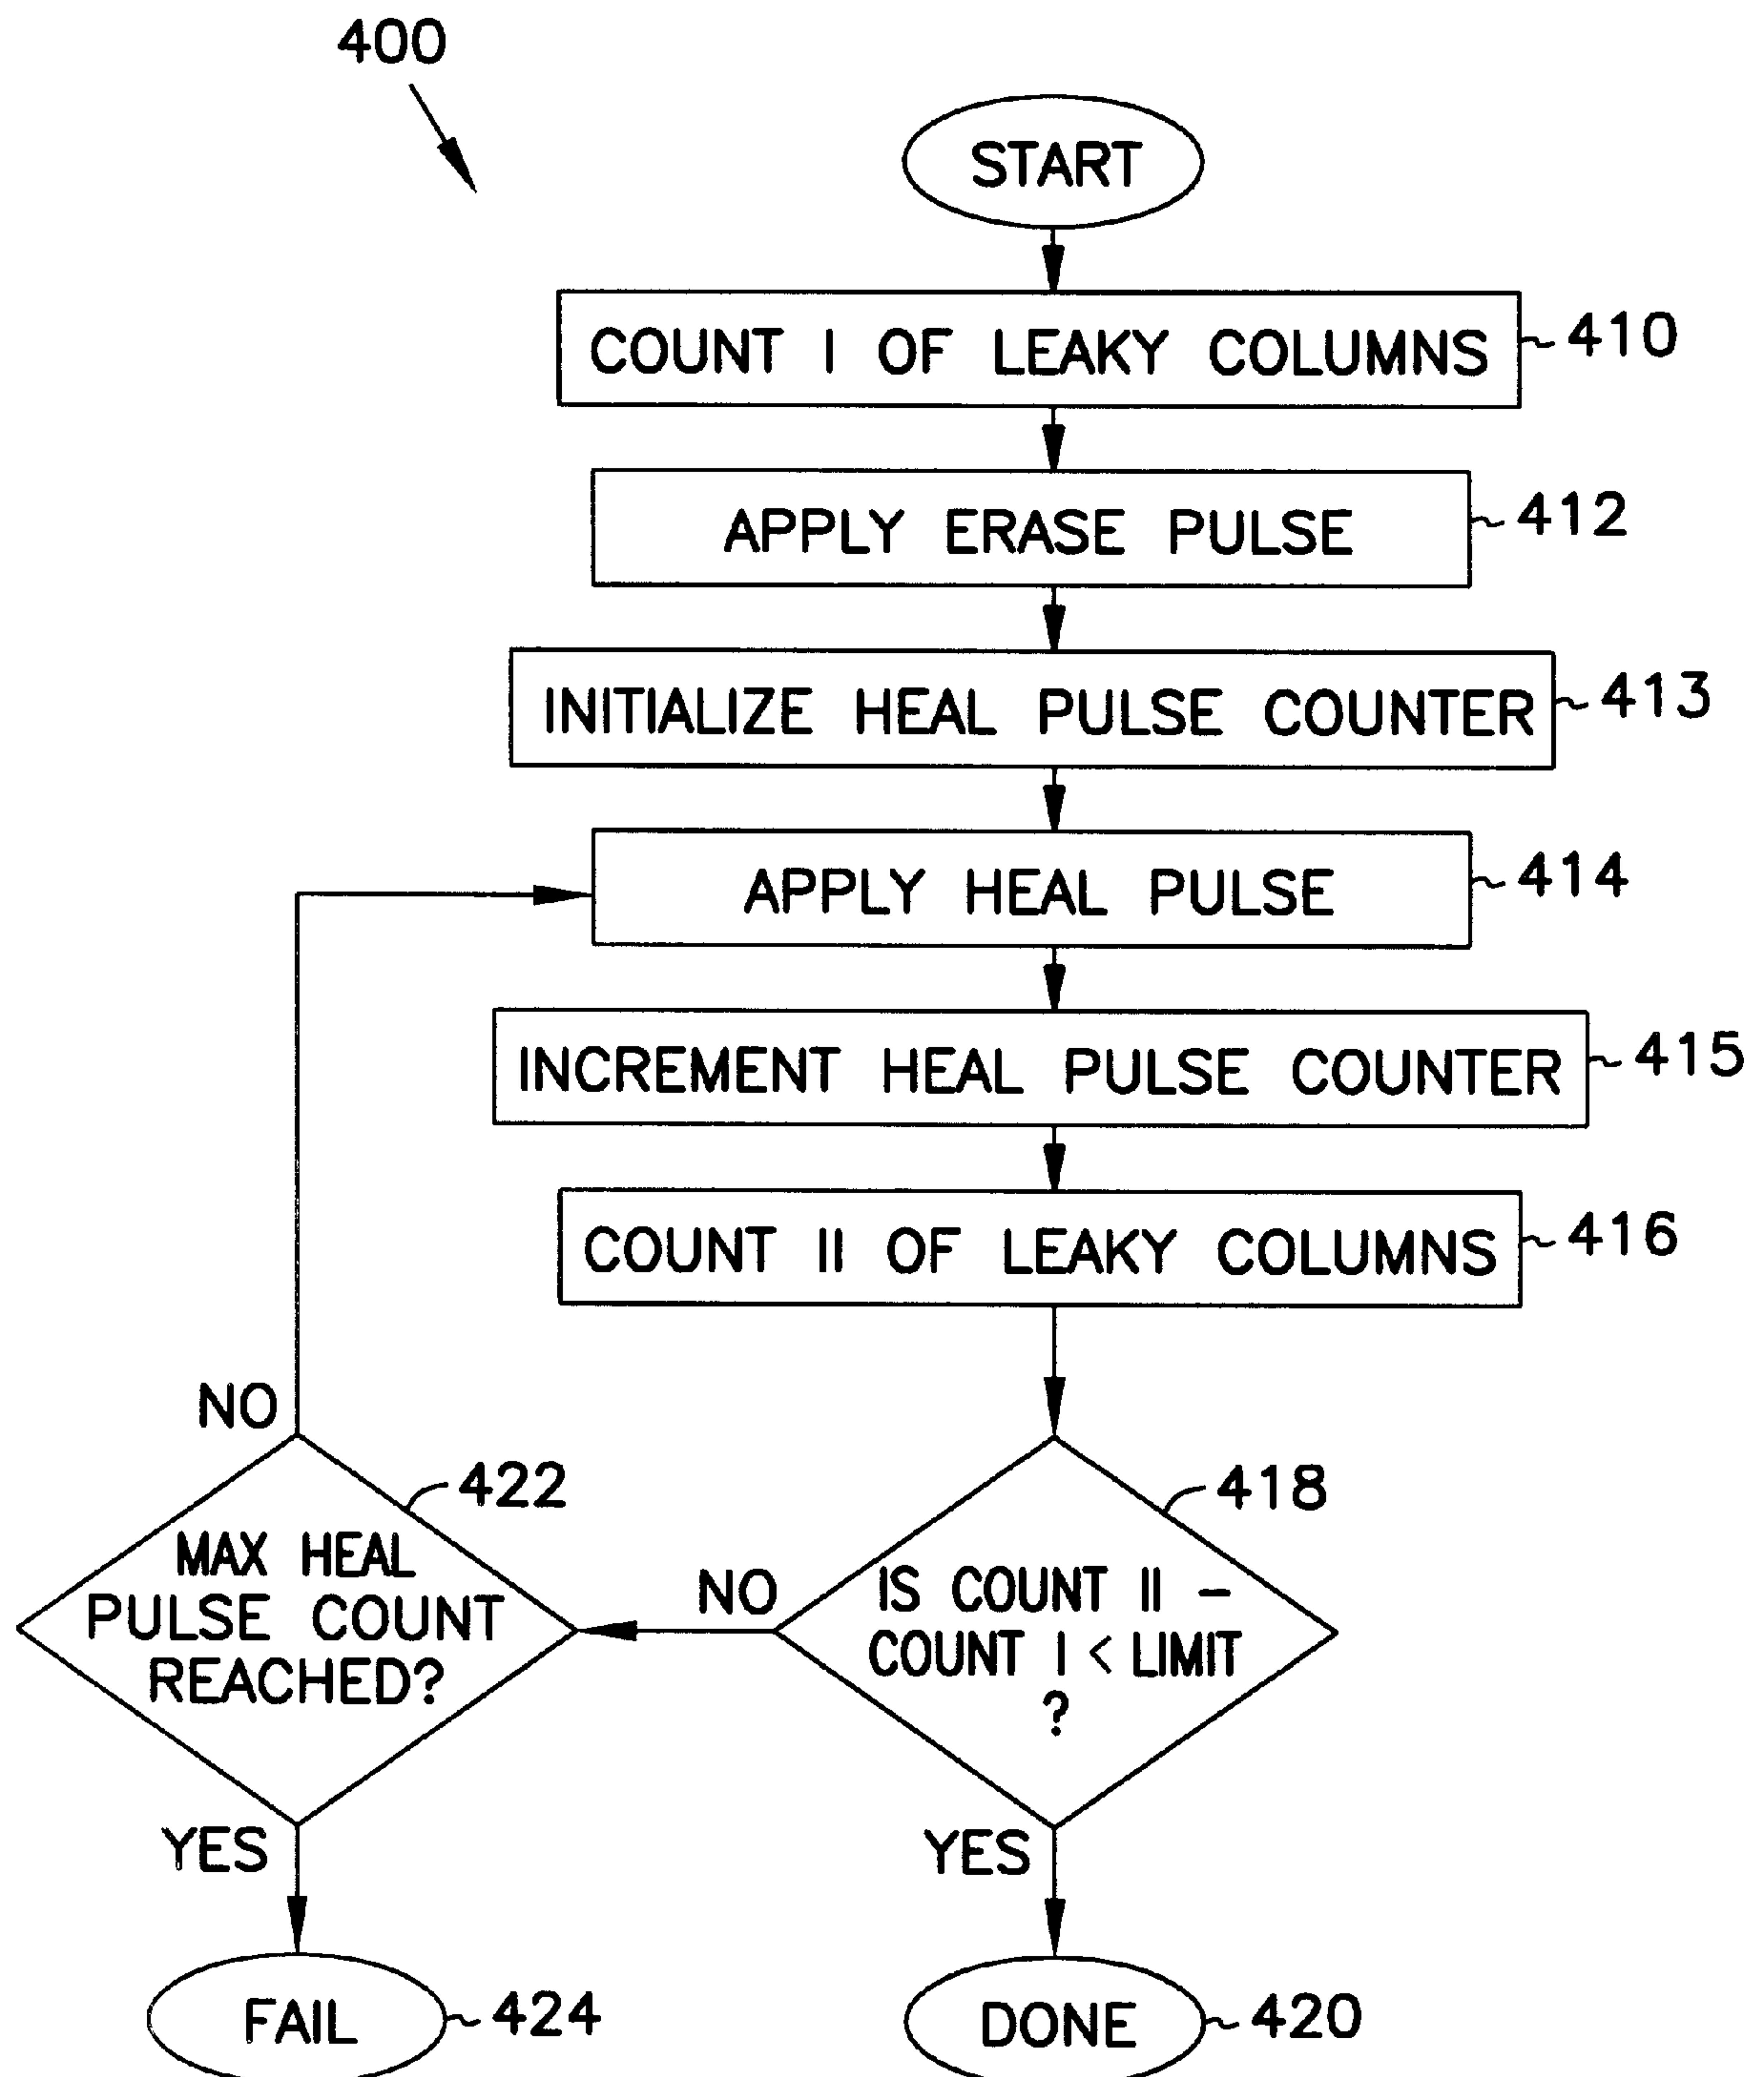 400
START
COUNT I OF LEAKY COLUMNS
410
APPLY ERASE PULSE
412
INITIALIZE HEAL PULSE COUNTER
413
APPLY HEAL PULSE
414
INCREMENT HEAL PULSE COUNTER
415
COUNT II OF LEAKY COLUMNS
416
NO
422
MAX HEAL
PULSE COUNT
REACHED?
NO
418
IS COUNT II –
COUNT I < LIMIT
?
YES
YES
FAIL
424
DONE
420